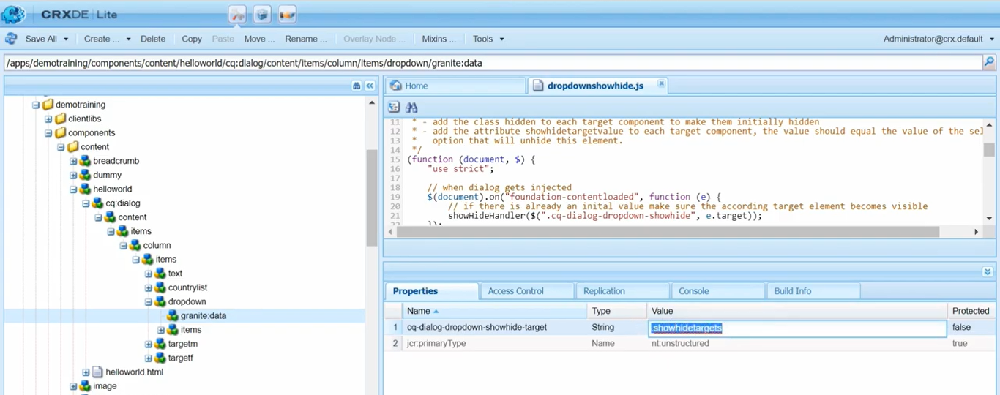 CRXDE | Lite
Save All Create ... Delete Copy Paste Move ... Rename ... Overlay Node ... Mixins ... Tools Administrator@crx.default
/apps/demotraining/components/content/helloworld/cq:dialog/content/items/column/items/dropdown/granite:data
demotraining
clientlibs
components
content
breadcrumb
dummy
helloworld
cq:dialog
content
items
column
items
text
countrylist
dropdown
granite:data
items
targetm
targetf
helloworld.html
image
Home dropdownshowhide.js
11 * - add the class hidden to each target component to make them initially hidden
12 * - add the attribute showhidetargetvalue to each target component, the value should equal the value of the sel
13 * option that will unhide this element.
14 */
15 (function (document, $) {
16 "use strict";
17
18 // when dialog gets injected
19 $(document).on("foundation-contentloaded", function (e) {
20 // if there is already an inital value make sure the according target element becomes visible
21 showHideHandler($(".cq-dialog-dropdown-showhide", e.target));
22 });
Properties Access Control Replication Console Build Info
Name Type Value Protected
1 cq-dialog-dropdown-showhide-target String .showhidetargets false
2 jcr:primaryType Name nt:unstructured true